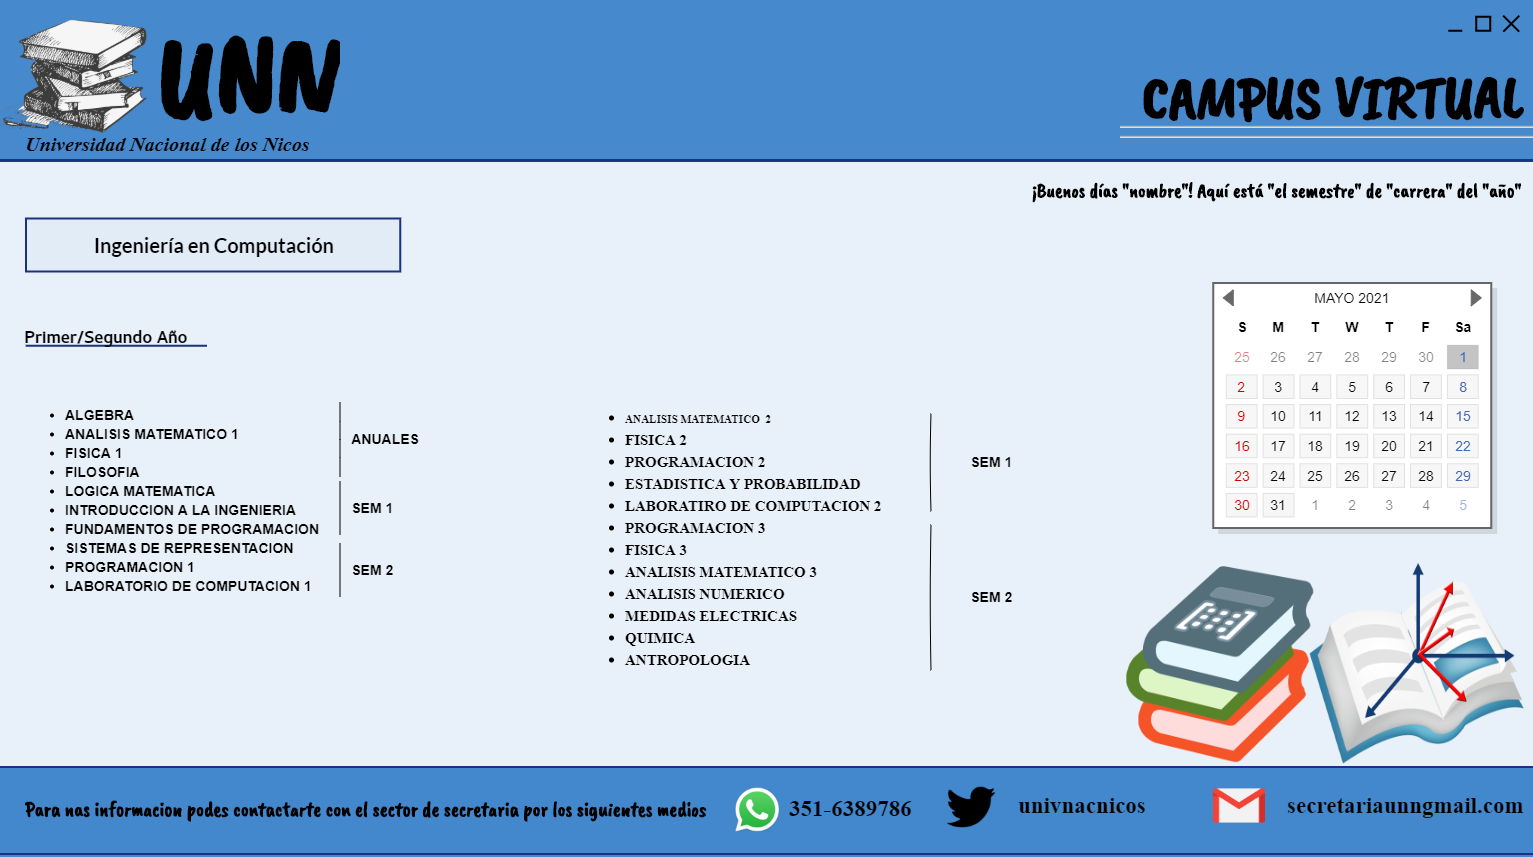 UNN
Universidad Nacional de los Nicos
CAMPUS VIRTUAL
¡Buenos días "nombre"! Aquí está "el semestre" de "carrera" del "año"
Ingeniería en Computación
Primer/Segundo Año
• ALGEBRA
• ANALISIS MATEMATICO 1
• FISICA 1
• FILOSOFIA
ANUALES
• LOGICA MATEMATICA
• INTRODUCCION A LA INGENIERIA
• FUNDAMENTOS DE PROGRAMACION
SEM 1
• SISTEMAS DE REPRESENTACION
• PROGRAMACION 1
• LABORATORIO DE COMPUTACION 1
SEM 2
• ANALISIS MATEMATICO 2
• FISICA 2
• PROGRAMACION 2
• ESTADISTICA Y PROBABILIDAD
• LABORATIRO DE COMPUTACION 2
SEM 1
• PROGRAMACION 3
• FISICA 3
• ANALISIS MATEMATICO 3
• ANALISIS NUMERICO
• MEDIDAS ELECTRICAS
• QUIMICA
• ANTROPOLOGIA
SEM 2
MAYO 2021
S M T W T F Sa
25 26 27 28 29 30 1
2 3 4 5 6 7 8
9 10 11 12 13 14 15
16 17 18 19 20 21 22
23 24 25 26 27 28 29
30 31 1 2 3 4 5
Para nas informacion podes contactarte con el sector de secretaria por los siguientes medios
351-6389786
univnacnicos
secretariaunngmail.com